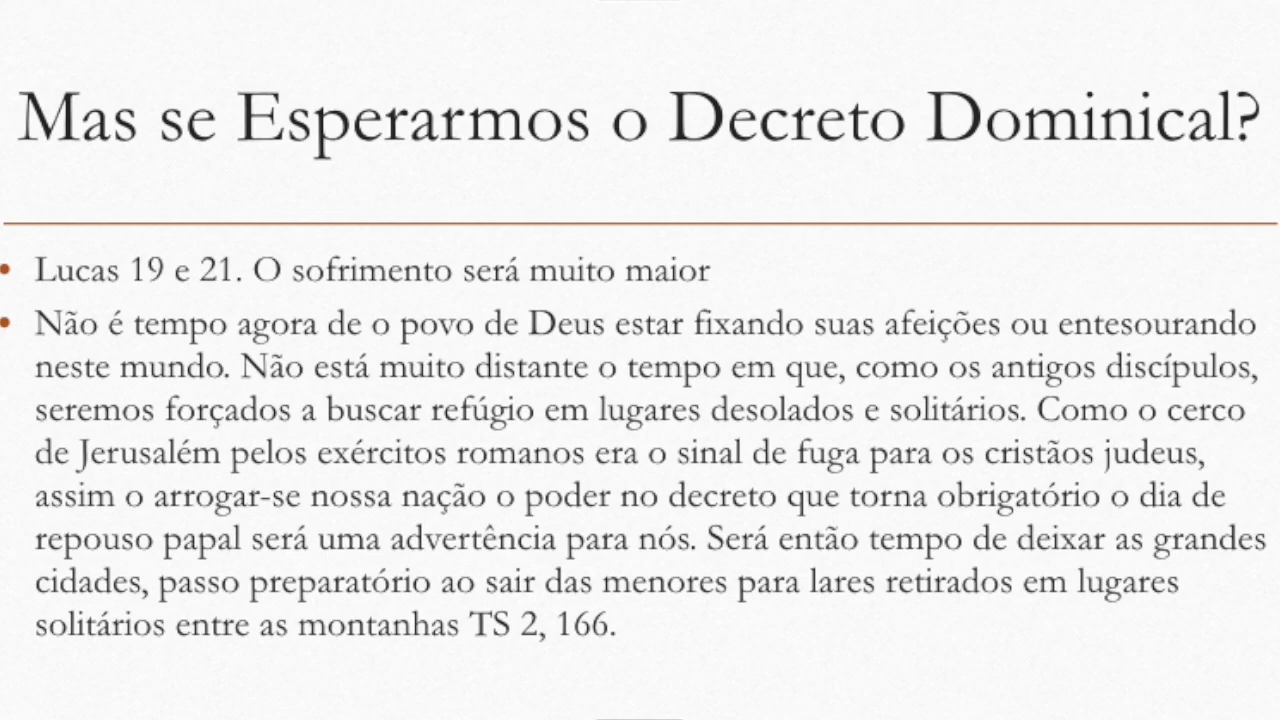 Mas se Esperarmos o Decreto Dominical?
• Lucas 19 e 21. O sofrimento será muito maior
• Não é tempo agora de o povo de Deus estar fixando suas afeições ou entesourando
neste mundo. Não está muito distante o tempo em que, como os antigos discípulos,
seremos forçados a buscar refúgio em lugares desolados e solitários. Como o cerco
de Jerusalém pelos exércitos romanos era o sinal de fuga para os cristãos judeus,
assim o arrogar-se nossa nação o poder no decreto que torna obrigatório o dia de
repouso papal será uma advertência para nós. Será então tempo de deixar as grandes
cidades, passo preparatório ao sair das menores para lares retirados em lugares
solitários entre as montanhas TS 2, 166.